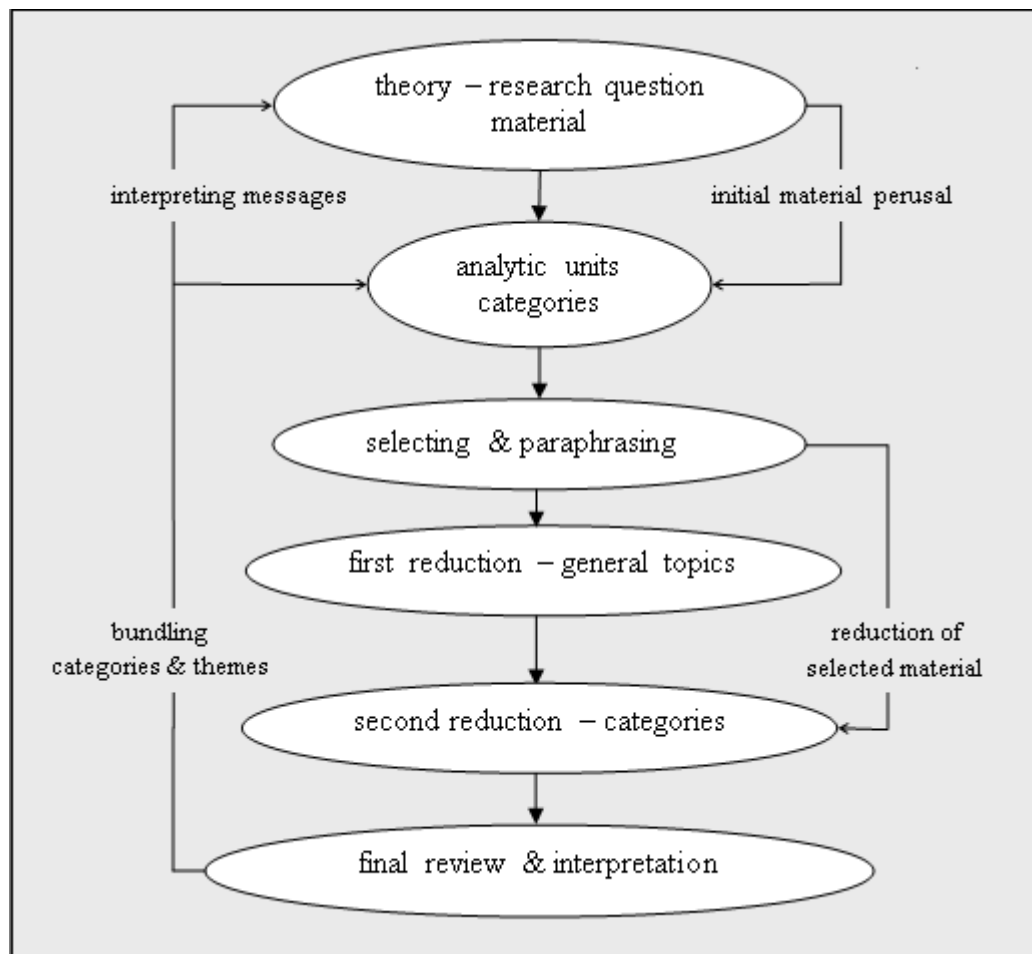 theory – research question
material
interpreting messages
initial material perusal
analytic units
categories
selecting & paraphrasing
first reduction – general topics
bundling
categories & themes
reduction of
selected material
second reduction – categories
final review & interpretation